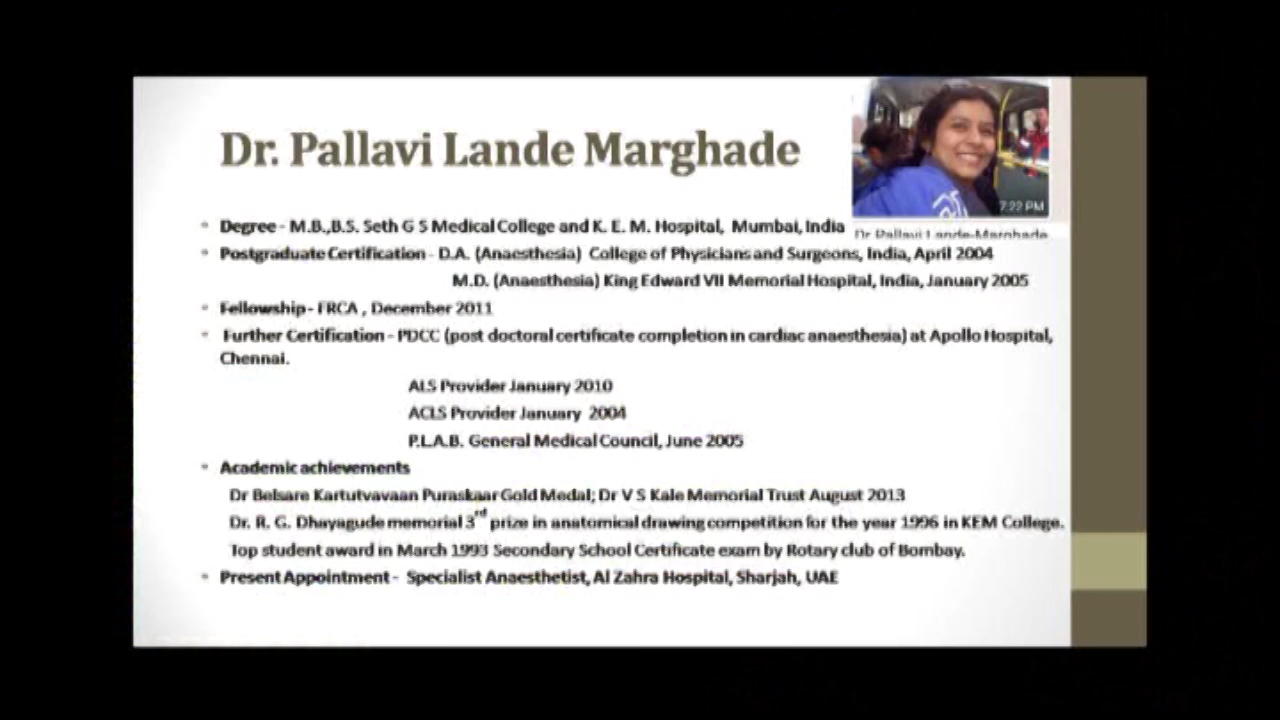 Dr. Pallavi Lande Marghade
7:22 PM
Dr Pallavi Lande-Marghade
Degree - M.B.,B.S. Seth G S Medical College and K. E. M. Hospital, Mumbai, India
Postgraduate Certification - D.A. (Anaesthesia) College of Physicians and Surgeons, India, April 2004
M.D. (Anaesthesia) King Edward VII Memorial Hospital, India, January 2005
Fellowship - FRCA , December 2011
Further Certification - PDCC (post doctoral certificate completion in cardiac anaesthesia) at Apollo Hospital,
Chennai.
ALS Provider January 2010
ACLS Provider January 2004
P.L.A.B. General Medical Council, June 2005
Academic achievements
Dr Belsare Kartutvavaan Puraskaar Gold Medal; Dr V S Kale Memorial Trust August 2013
Dr. R. G. Dhayagude memorial 3rd prize in anatomical drawing competition for the year 1996 in KEM College.
Top student award in March 1993 Secondary School Certificate exam by Rotary club of Bombay.
Present Appointment - Specialist Anaesthetist, Al Zahra Hospital, Sharjah, UAE